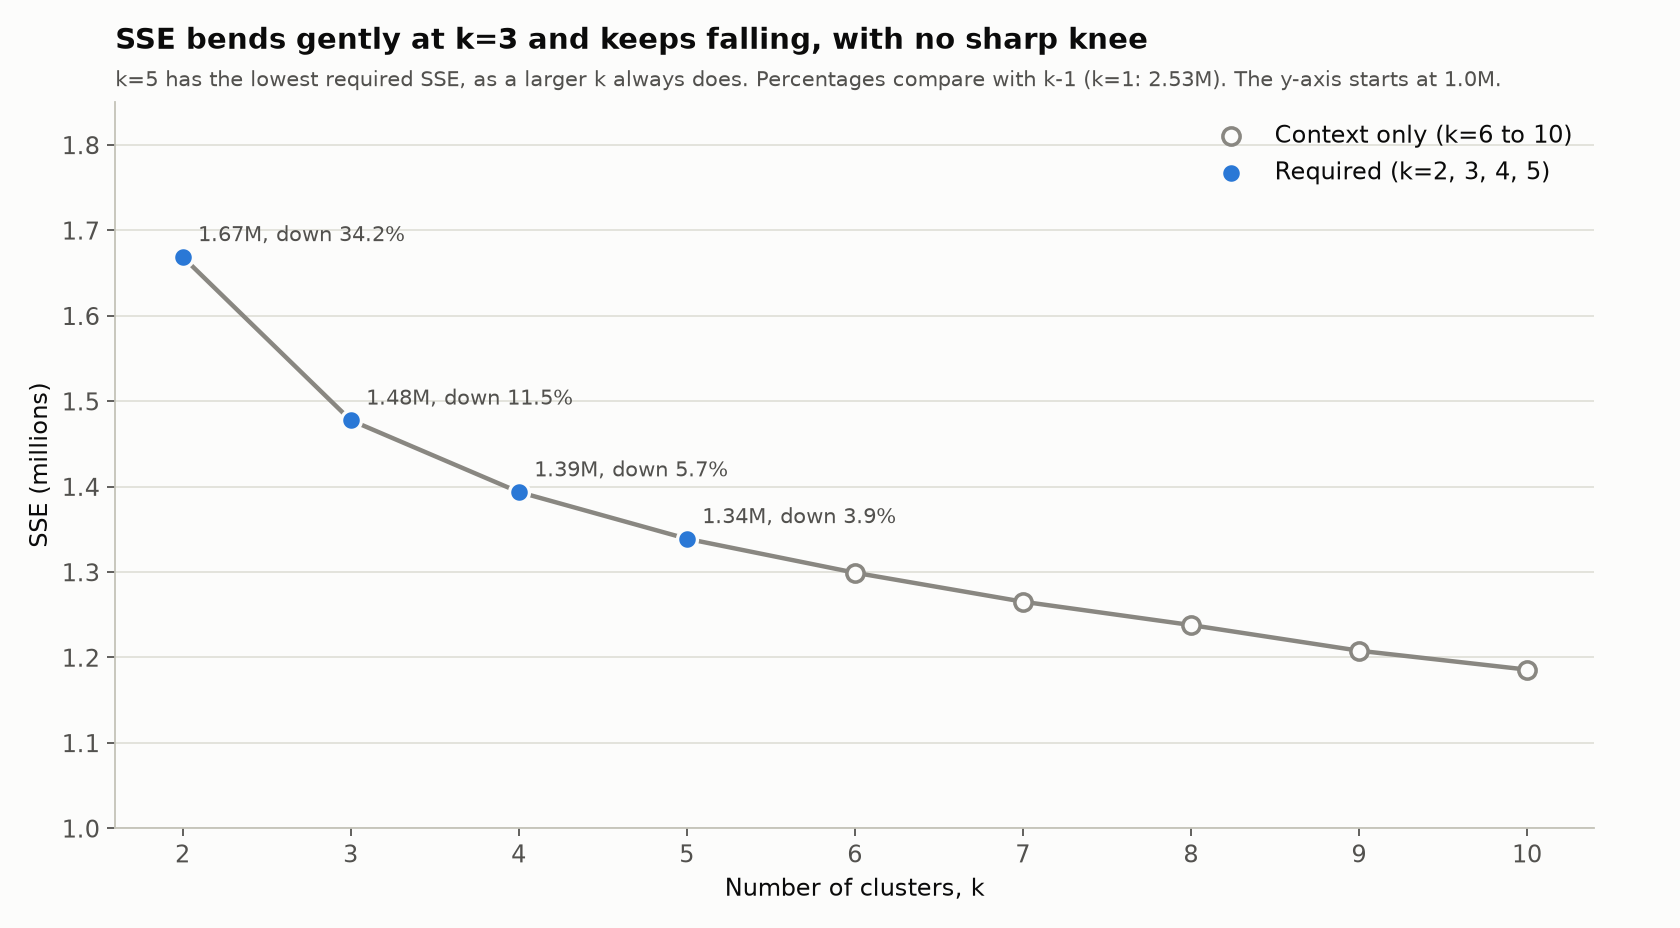 SSE bends gently at k=3 and keeps falling, with no sharp knee
k=5 has the lowest required SSE, as a larger k always does. Percentages compare with k-1 (k=1: 2.53M). The y-axis starts at 1.0M.
Context only (k=6 to 10)
Required (k=2, 3, 4, 5)
1.8
1.7
1.6
1.5
1.4
1.3
1.2
1.1
1.0
SSE (millions)
1.67M, down 34.2%
1.48M, down 11.5%
1.39M, down 5.7%
1.34M, down 3.9%
2 3 4 5 6 7 8 9 10
Number of clusters, k